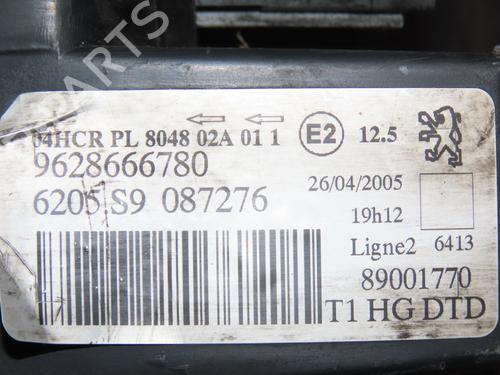 04HCR PL 8048 02A 01 1 E2 12.5
9628666780
6205 S9 087276
26/04/2005
19h12
Ligne2 6413
89001770
T1 HG DTD
PARTS